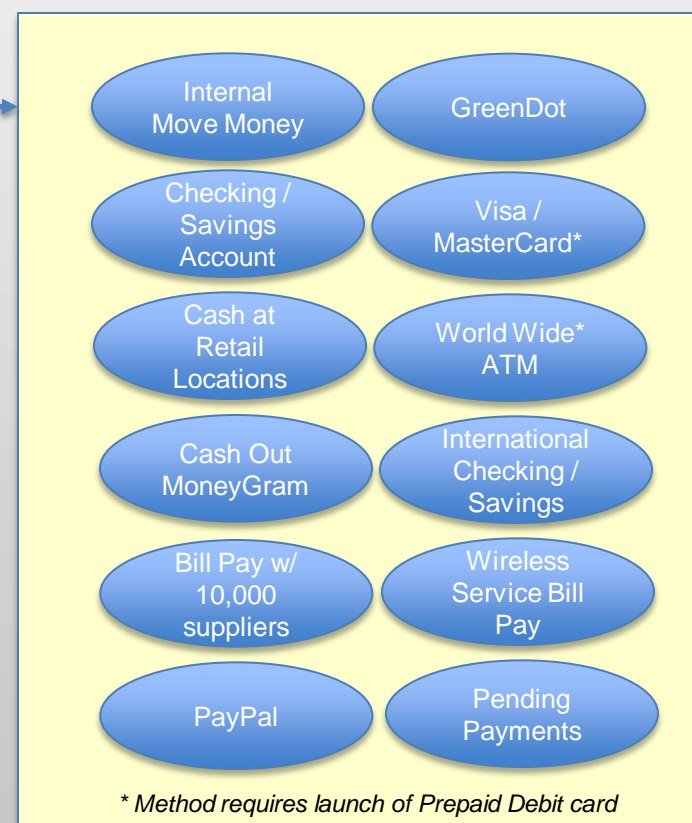 Internal
Move Money
GreenDot
Checking /
Savings
Account
Visa /
MasterCard*
Cash at
Retail
Locations
World Wide*
ATM
Cash Out
MoneyGram
International
Checking /
Savings
Bill Pay w/
10,000
suppliers
Wireless
Service Bill
Pay
PayPal
Pending
Payments
* Method requires launch of Prepaid Debit card